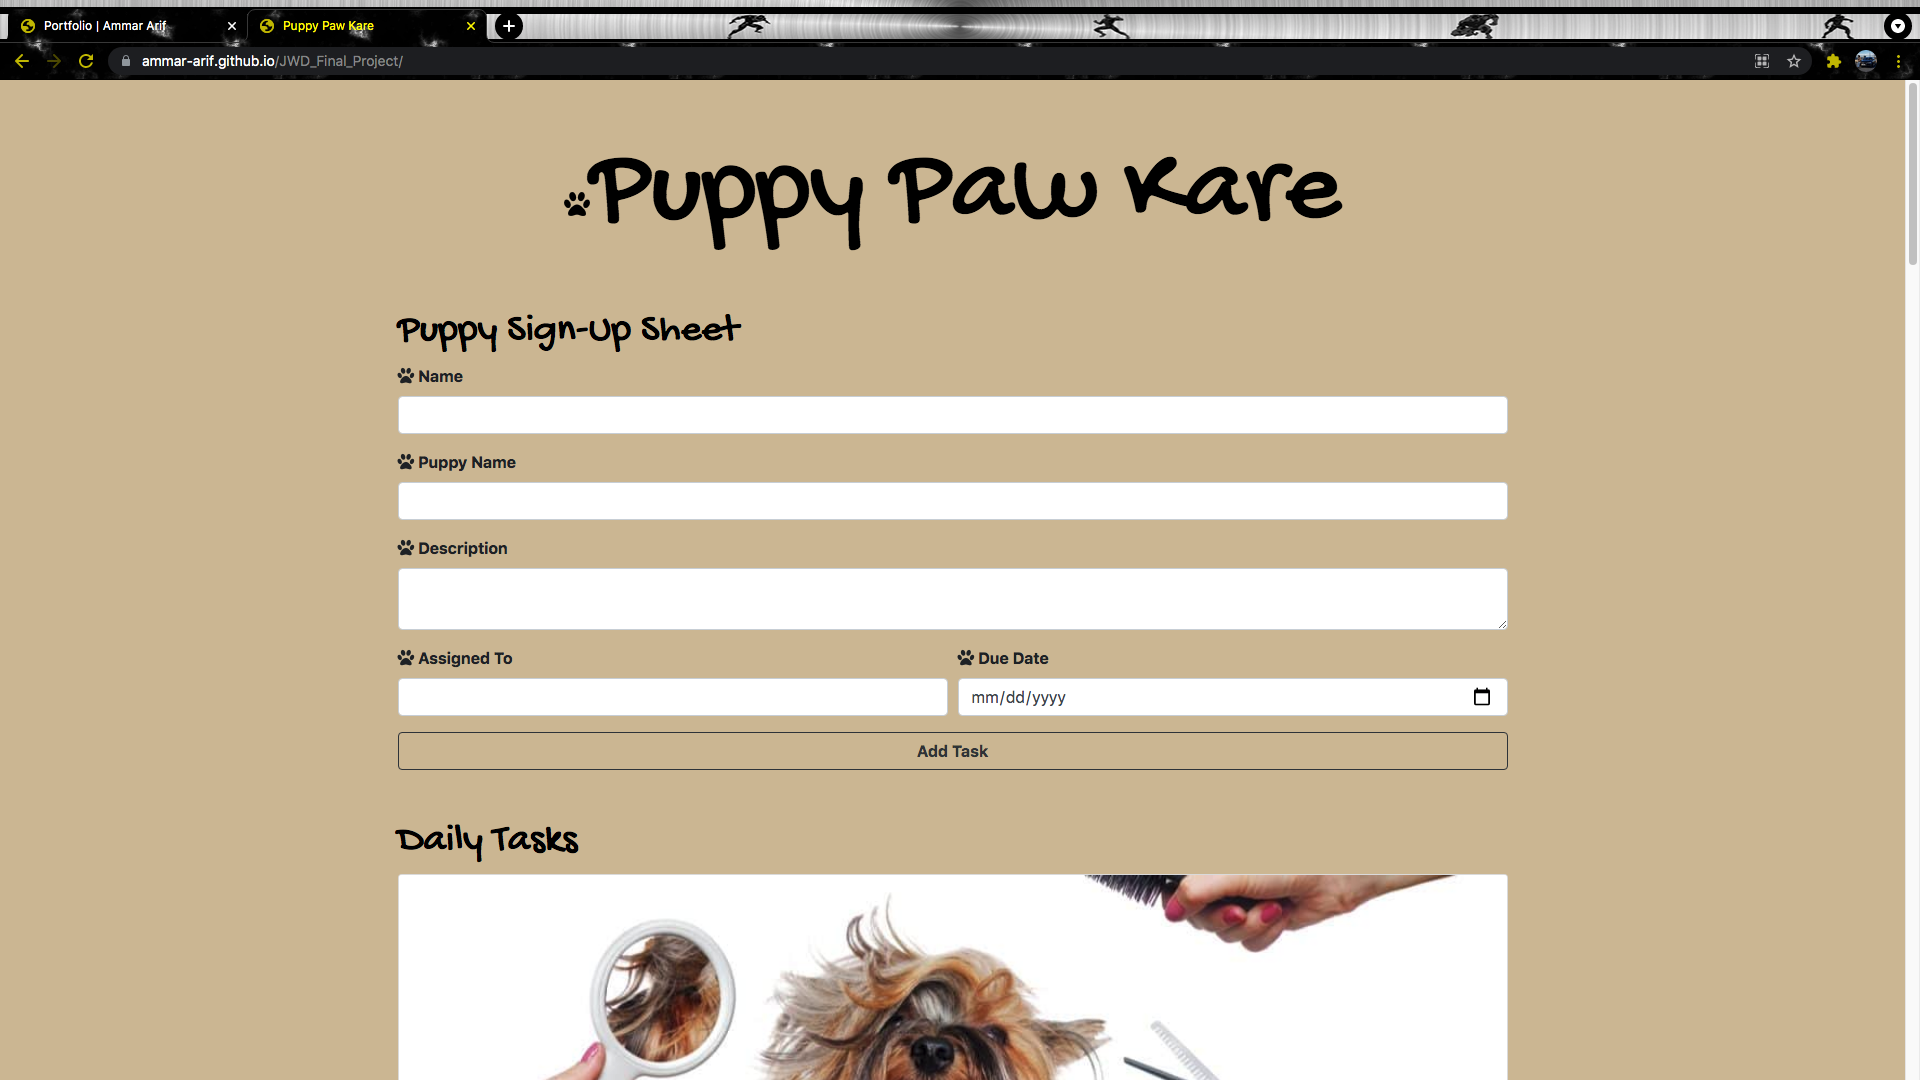 Portfolio | Ammar Arif
Puppy Paw Kare
ammar-arif.github.io/JWD_Final_Project/
Puppy Paw Kare
Puppy Sign-Up Sheet
Name
Puppy Name
Description
Assigned To
Due Date
mm/dd/yyyy
Add Task
Daily Tasks